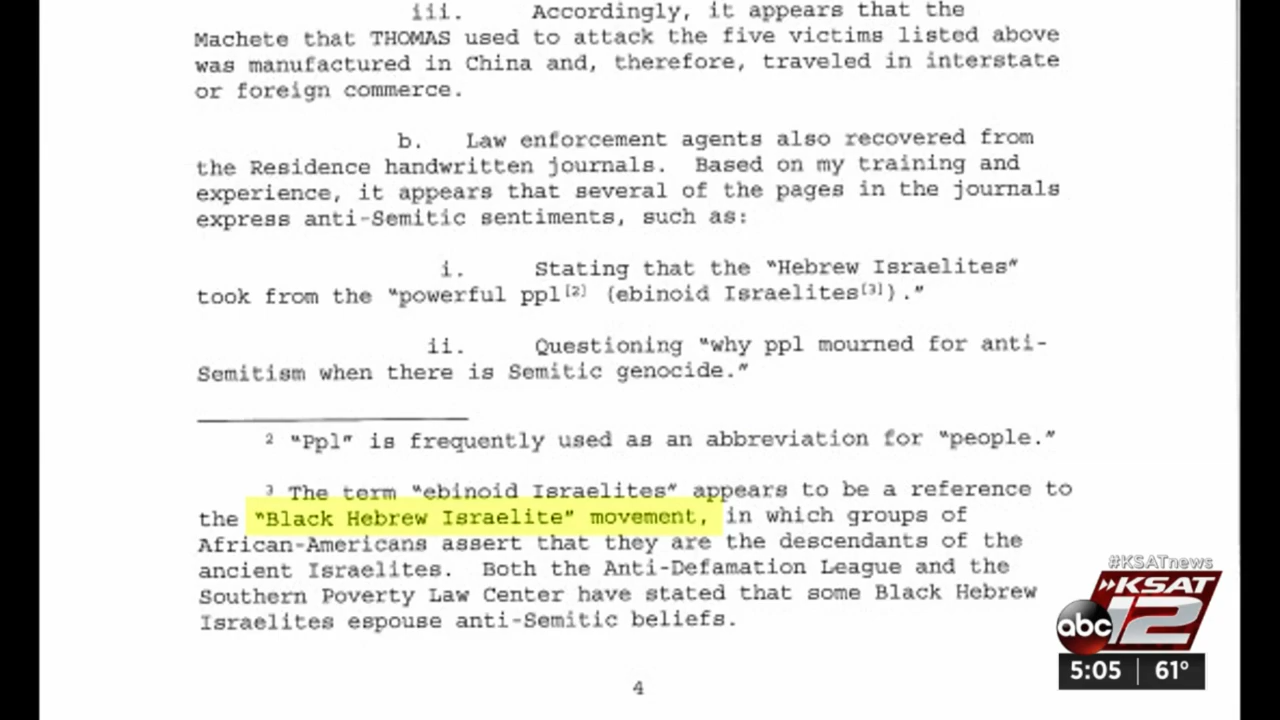 iii. Accordingly, it appears that the
Machete that THOMAS used to attack the five victims listed above
was manufactured in China and, therefore, traveled in interstate
or foreign commerce.
b. Law enforcement agents also recovered from
the Residence handwritten journals. Based on my training and
experience, it appears that several of the pages in the journals
express anti-Semitic sentiments, such as:
i. Stating that the “Hebrew Israelites”
took from the “powerful ppl[2] (ebinoid Israelites[3]).”
ii. Questioning “why ppl mourned for anti-
Semitism when there is Semitic genocide.”
2 “Ppl” is frequently used as an abbreviation for “people.”
3 The term “ebinoid Israelites” appears to be a reference to
the “Black Hebrew Israelite” movement, in which groups of
African-Americans assert that they are the descendants of the
ancient Israelites. Both the Anti-Defamation League and the
Southern Poverty Law Center have stated that some Black Hebrew
Israelites espouse anti-Semitic beliefs.
4
#KSATnews
KSAT
abc 12
5:05 | 61°